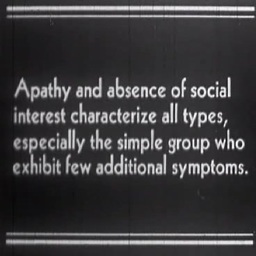 Apathy and absence of social
interest characterize all types,
especially the simple group who
exhibit few additional symptoms.